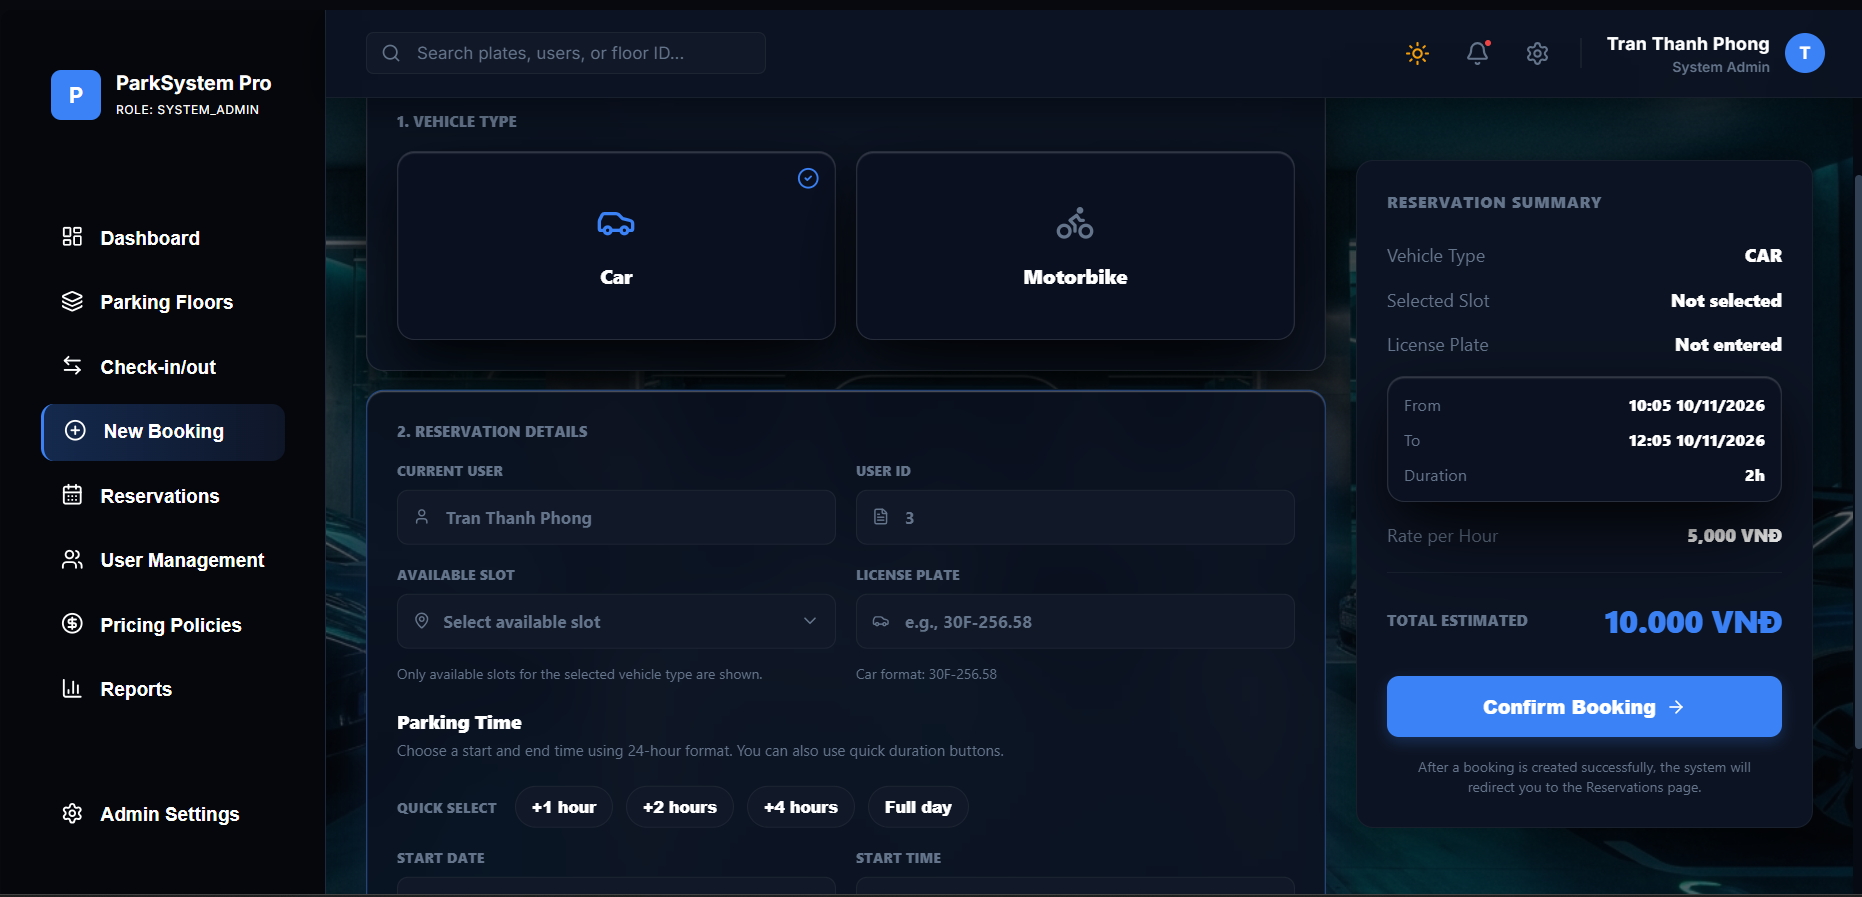 P
ParkSystem Pro
ROLE: SYSTEM_ADMIN
Dashboard
Parking Floors
Check-in/out
New Booking
Reservations
User Management
Pricing Policies
Reports
Admin Settings
Search plates, users, or floor ID...
Tran Thanh Phong
System Admin
T
1. VEHICLE TYPE
Car
Motorbike
2. RESERVATION DETAILS
CURRENT USER
USER ID
Tran Thanh Phong
3
AVAILABLE SLOT
LICENSE PLATE
Select available slot
e.g., 30F-256.58
Only available slots for the selected vehicle type are shown.
Car format: 30F-256.58
Parking Time
Choose a start and end time using 24-hour format. You can also use quick duration buttons.
QUICK SELECT +1 hour +2 hours +4 hours Full day
START DATE
START TIME
RESERVATION SUMMARY
Vehicle Type CAR
Selected Slot Not selected
License Plate Not entered
From 10:05 10/11/2026
To 12:05 10/11/2026
Duration 2h
Rate per Hour 5,000 VNĐ
TOTAL ESTIMATED 10.000 VNĐ
Confirm Booking →
After a booking is created successfully, the system will
redirect you to the Reservations page.